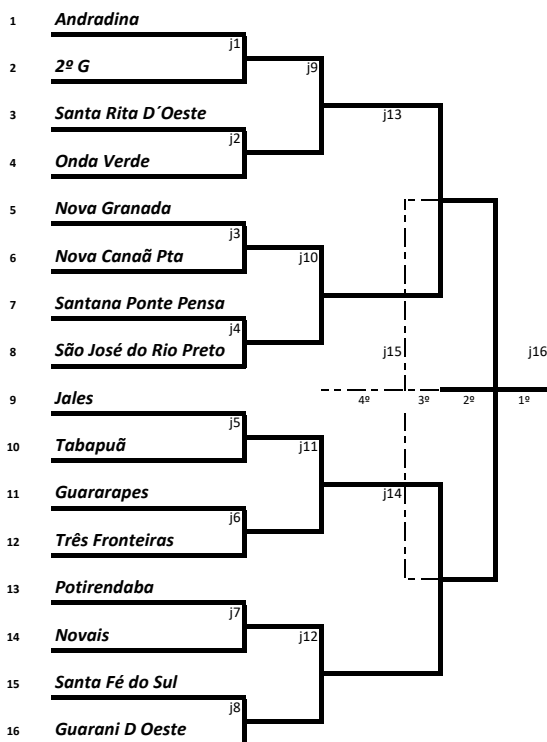 1 Andradina
j1
2 2º G
j9
3 Santa Rita D´Oeste
j13
j2
4 Onda Verde
5 Nova Granada
j3
6 Nova Canaã Pta
j10
7 Santana Ponte Pensa
j4
8 São José do Rio Preto
j15
j16
9 Jales
4º 3º 2º 1º
j5
10 Tabapuã
j11
11 Guararapes
j14
j6
12 Três Fronteiras
13 Potirendaba
j7
14 Novais
j12
15 Santa Fé do Sul
j8
16 Guarani D Oeste